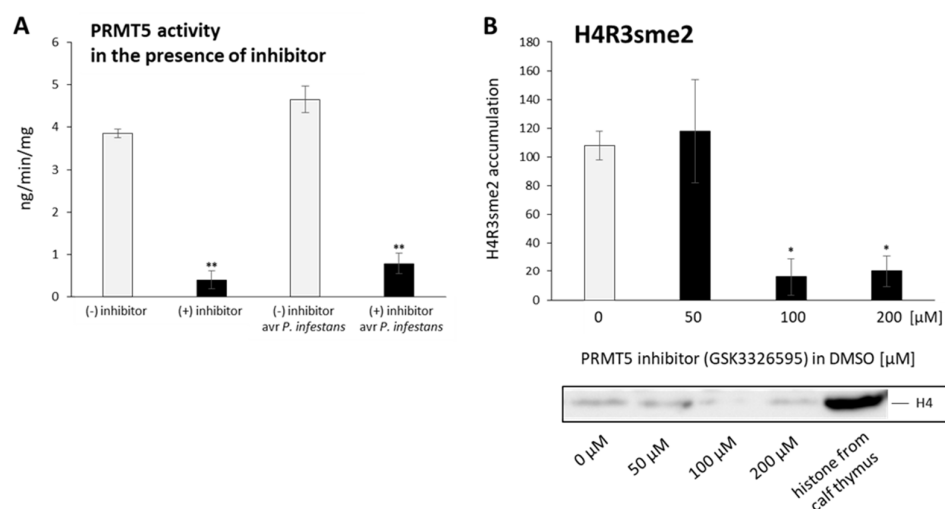 A
PRMT5 activity
in the presence of inhibitor
ng/min/mg
6
5
4
3
2
1
0
**
**
(-) inhibitor
(+) inhibitor
(-) inhibitor
avr P. infestans
(+) inhibitor
avr P. infestans
B
H4R3sme2
H4R3sme2 accumulation
180
160
140
120
100
80
60
40
20
0
*
*
0 50 100 200 [µM]
PRMT5 inhibitor (GSK3326595) in DMSO [µM]
H4
0 µM
50 µM
100 µM
200 µM
histone from
calf thymus